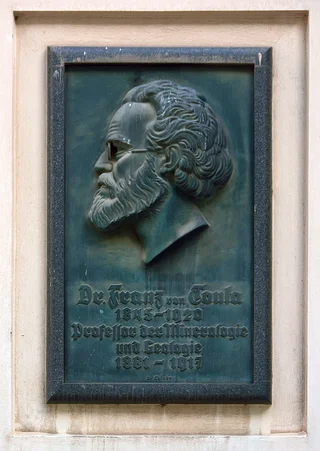 Dr. Franz von Toula
1845-1920
Professor der Mineralogie
und Geologie
1881-1917